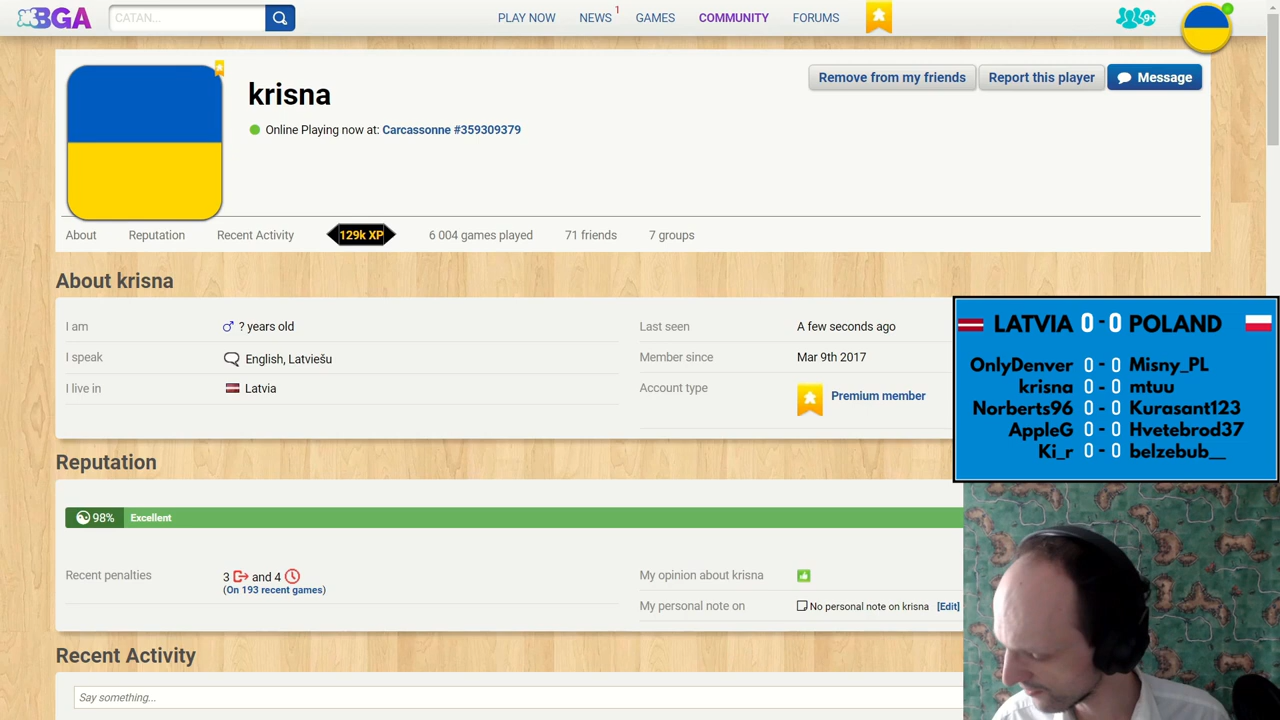 BGA
CATAN...
PLAY NOW
NEWS 1
GAMES
COMMUNITY
FORUMS
9+
krisna
Remove from my friends
Report this player
Message
Online Playing now at: Carcassonne #359309379
About
Reputation
Recent Activity
129k XP
6 004 games played
71 friends
7 groups
About krisna
I am ? years old
I speak English, Latviešu
I live in Latvia
Last seen A few seconds ago
Member since Mar 9th 2017
Account type Premium member
LATVIA 0 - 0 POLAND
OnlyDenver 0 - 0 Misny_PL
krisna 0 - 0 mtuu
Norberts96 0 - 0 Kurasant123
AppleG 0 - 0 Hvetebrod37
Ki_r 0 - 0 belzebub__
Reputation
98% Excellent
Recent penalties 3 and 4
(On 193 recent games)
My opinion about krisna
My personal note on No personal note on krisna [Edit]
Recent Activity
Say something...